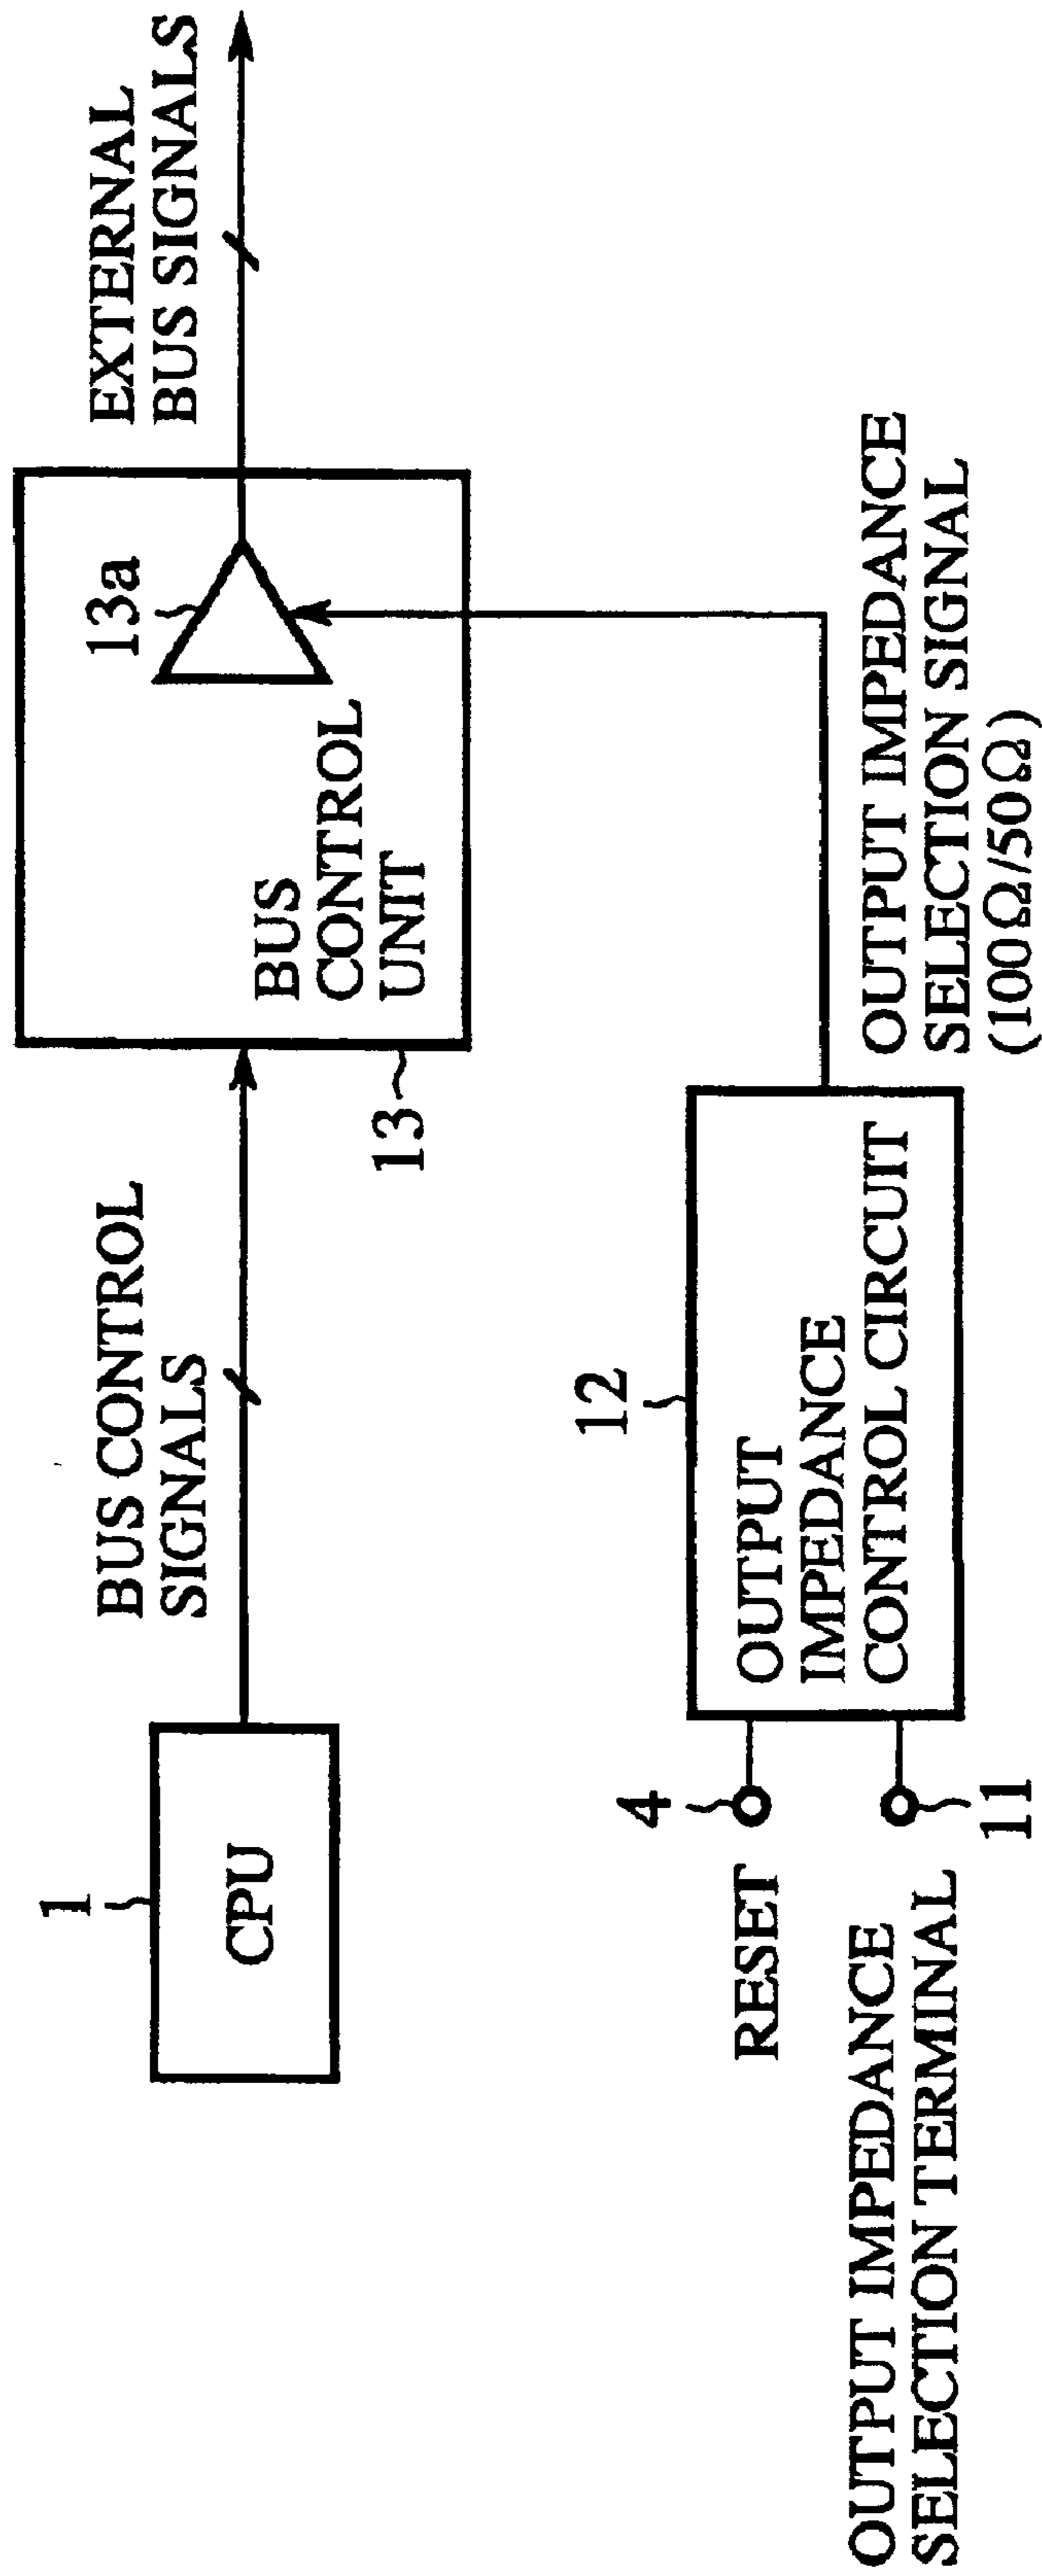 1
CPU
BUS CONTROL
SIGNALS
13
BUS
CONTROL
UNIT
13a
EXTERNAL
BUS SIGNALS
RESET
4
OUTPUT IMPEDANCE
SELECTION TERMINAL
11
12
OUTPUT
IMPEDANCE
CONTROL CIRCUIT
OUTPUT IMPEDANCE
SELECTION SIGNAL
(100Ω/50Ω)